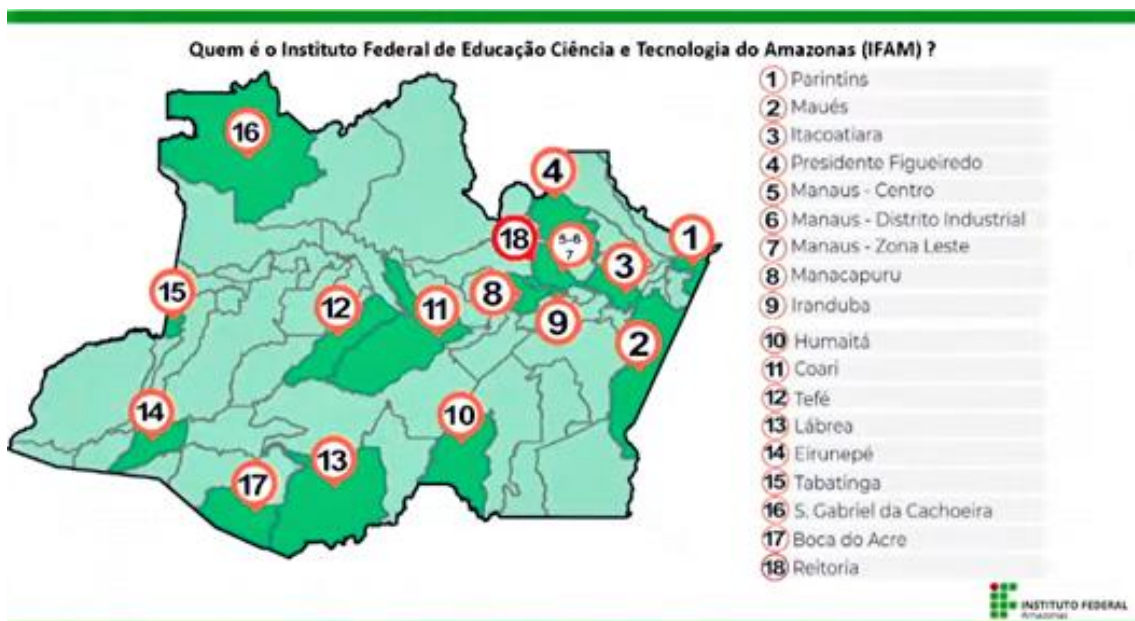 Quem é o Instituto Federal de Educação Ciência e Tecnologia do Amazonas (IFAM) ?
16
4
18
5-6
7
1
3
15
12
11
8
9
2
14
10
13
17
1 Parintins
2 Maués
3 Itacoatiara
4 Presidente Figueiredo
5 Manaus - Centro
6 Manaus - Distrito Industrial
7 Manaus - Zona Leste
8 Manacapuru
9 Iranduba
10 Humaitá
11 Coari
12 Tefé
13 Lábrea
14 Eirunepé
15 Tabatinga
16 S. Gabriel da Cachoeira
17 Boca do Acre
18 Reitoria
INSTITUTO FEDERAL
Amazonas